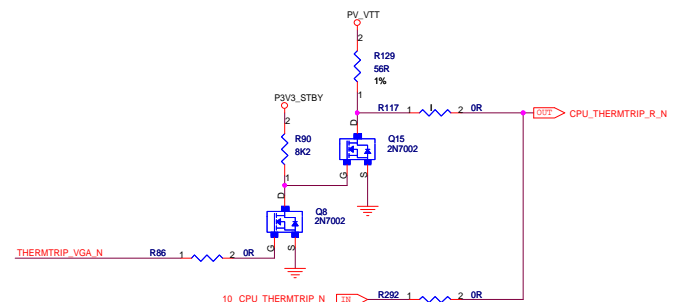 PV_VTT
2
R129
56R
1%
1
P3V3_STBY
2
R90
8K2
1
R117 1 2 0R
OUT CPU_THERMTRIP_R_N
D
Q15
2N7002
G S
D
Q8
2N7002
G S
THERMTRIP_VGA_N R86 1 2 0R
10 CPU_THERMTRIP_N IN R292 1 2 0R